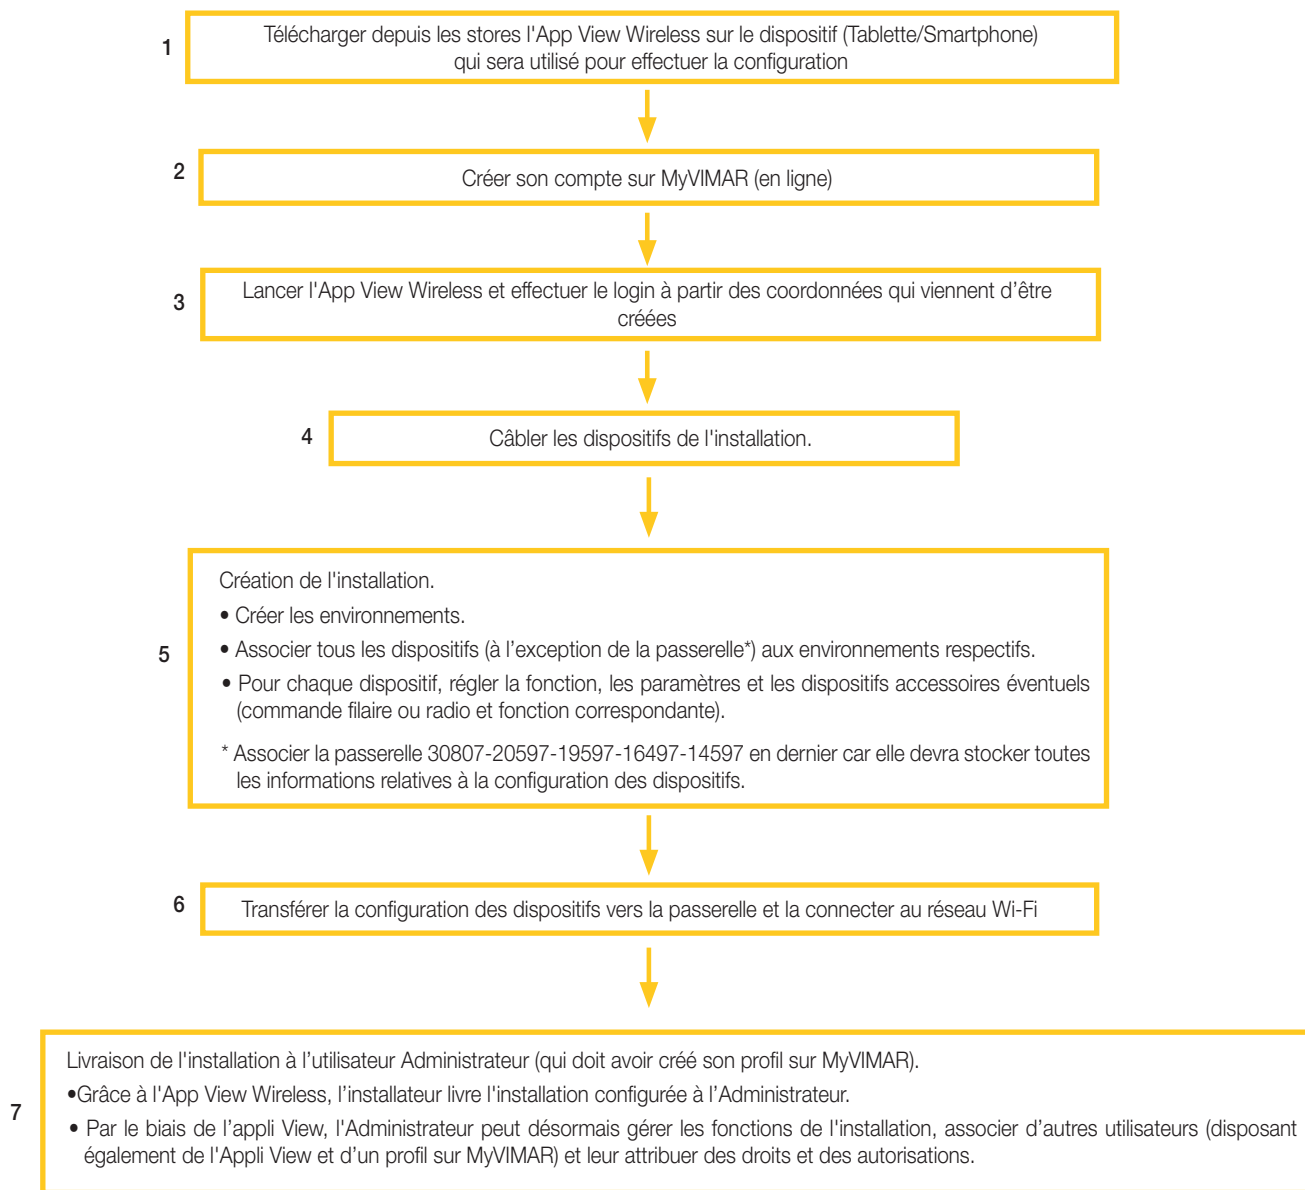 1
Télécharger depuis les stores l'App View Wireless sur le dispositif (Tablette/Smartphone)
qui sera utilisé pour effectuer la configuration
2
Créer son compte sur MyVIMAR (en ligne)
3
Lancer l'App View Wireless et effectuer le login à partir des coordonnées qui viennent d’être
créées
4
Câbler les dispositifs de l'installation.
5
Création de l'installation.
• Créer les environnements.
• Associer tous les dispositifs (à l’exception de la passerelle*) aux environnements respectifs.
• Pour chaque dispositif, régler la fonction, les paramètres et les dispositifs accessoires éventuels
(commande filaire ou radio et fonction correspondante).
* Associer la passerelle 30807-20597-19597-16497-14597 en dernier car elle devra stocker toutes
les informations relatives à la configuration des dispositifs.
6
Transférer la configuration des dispositifs vers la passerelle et la connecter au réseau Wi-Fi
7
Livraison de l'installation à l’utilisateur Administrateur (qui doit avoir créé son profil sur MyVIMAR).
•Grâce à l'App View Wireless, l’installateur livre l'installation configurée à l’Administrateur.
• Par le biais de l’appli View, l'Administrateur peut désormais gérer les fonctions de l'installation, associer d’autres utilisateurs (disposant
également de l'Appli View et d’un profil sur MyVIMAR) et leur attribuer des droits et des autorisations.